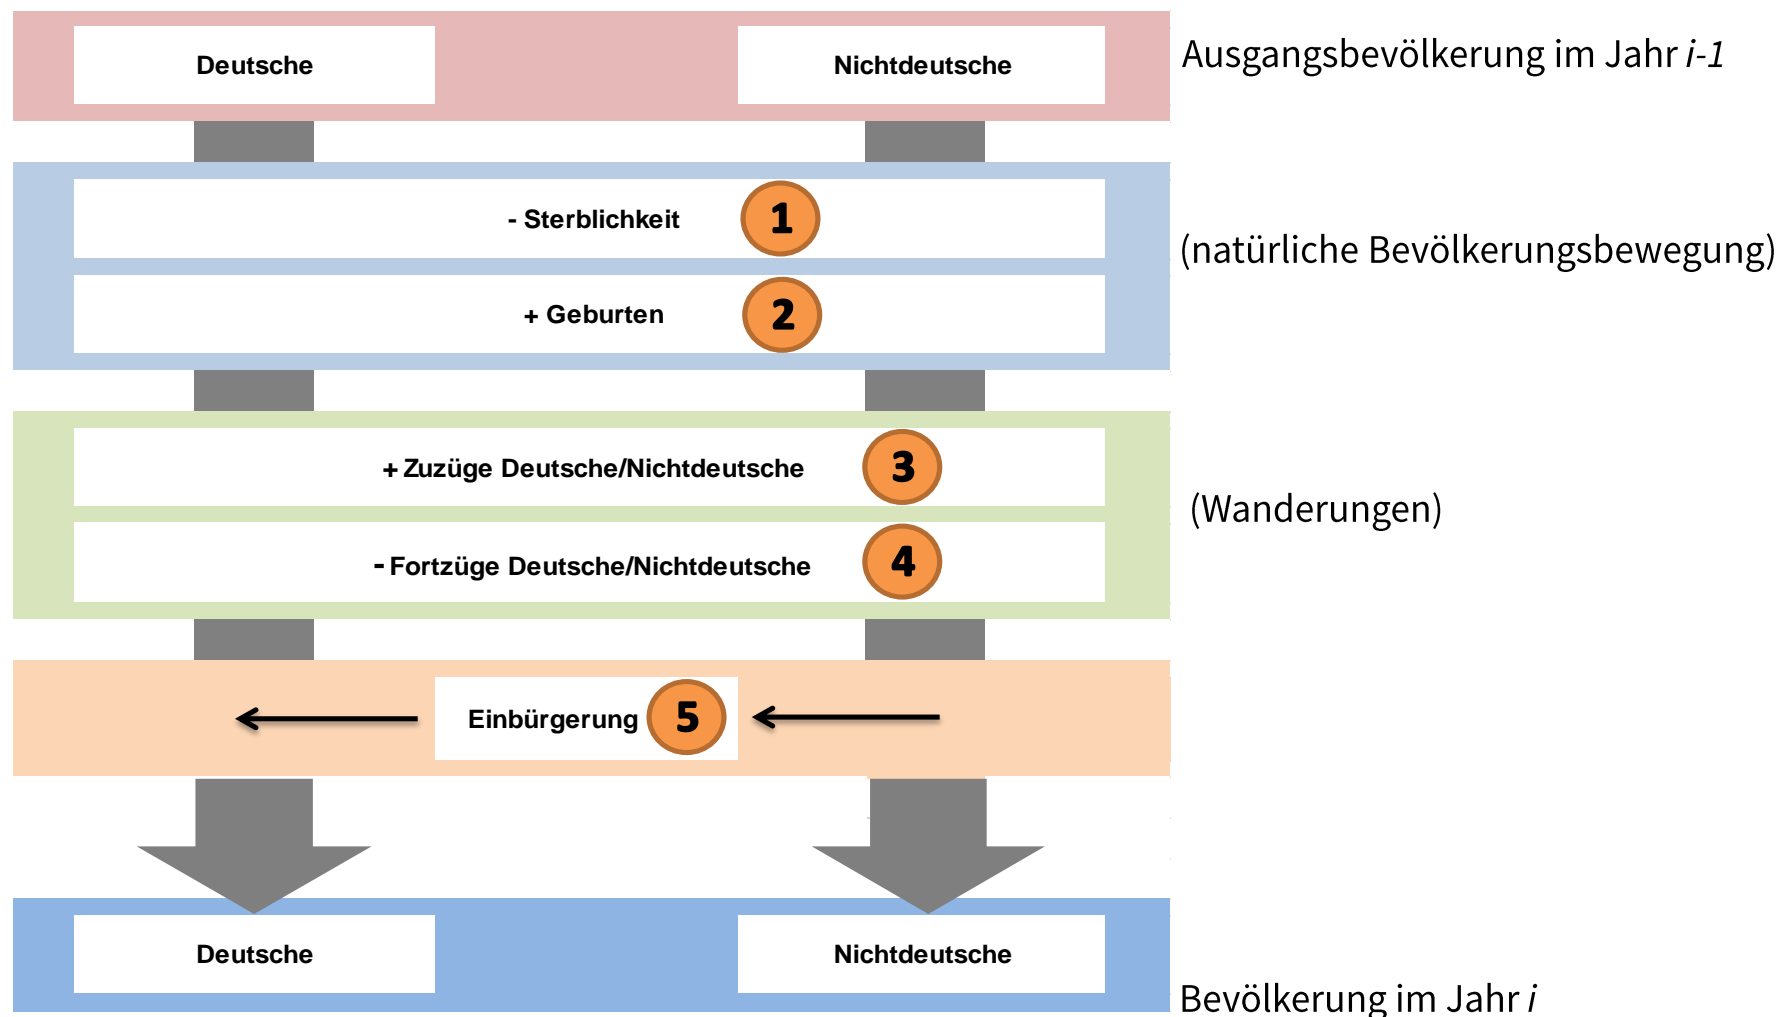 Deutsche
Nichtdeutsche
Ausgangsbevölkerung im Jahr i-1
- Sterblichkeit 1
+ Geburten 2
(natürliche Bevölkerungsbewegung)
+ Zuzüge Deutsche/Nichtdeutsche 3
- Fortzüge Deutsche/Nichtdeutsche 4
(Wanderungen)
Einbürgerung 5
Deutsche
Nichtdeutsche
Bevölkerung im Jahr i